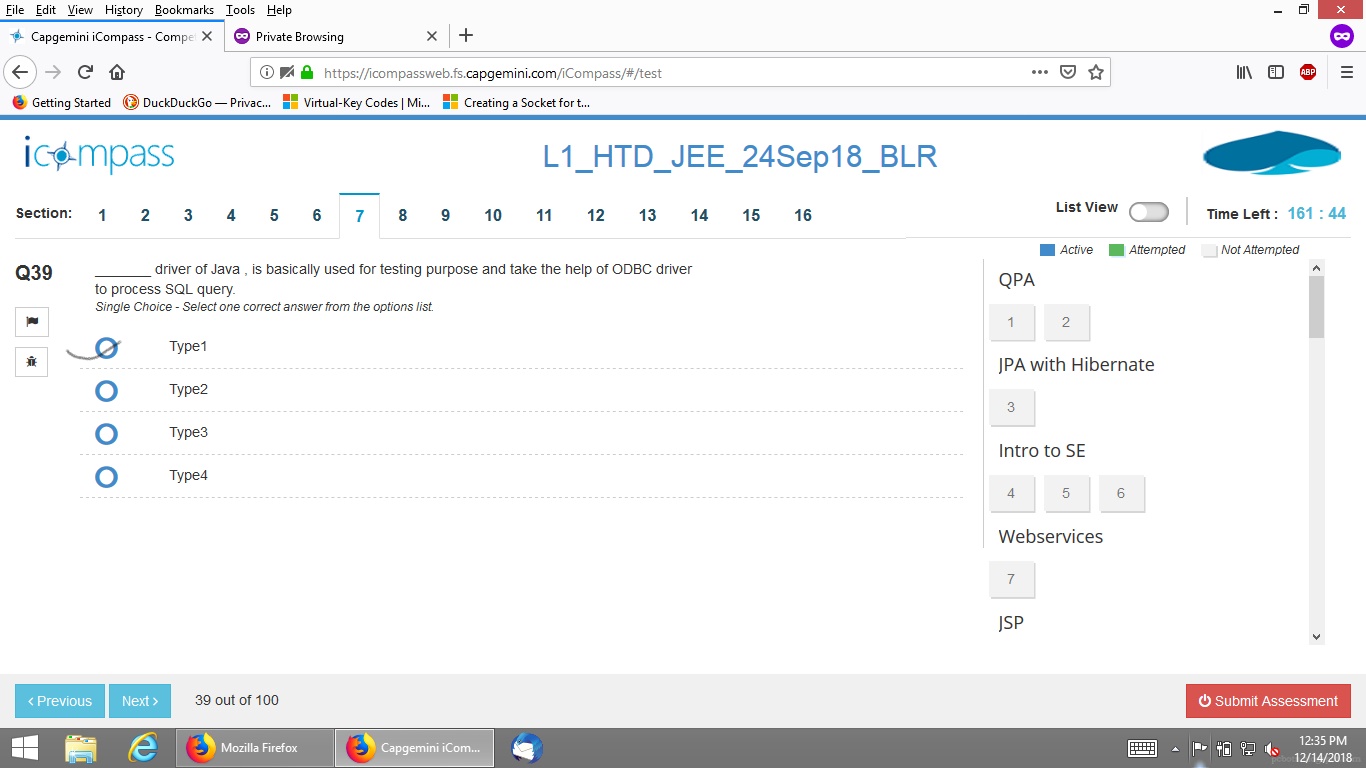 File Edit View History Bookmarks Tools Help
Capgemini iCompass - Compe
Private Browsing
https://icompassweb.fs.capgemini.com/iCompass/#/test
ABP
Getting Started
DuckDuckGo — Privac...
Virtual-Key Codes | Mi...
Creating a Socket for t...
icompass
L1_HTD_JEE_24Sep18_BLR
Section: 1 2 3 4 5 6 7 8 9 10 11 12 13 14 15 16
List View
Time Left : 161 : 44
Active Attempted Not Attempted
Q39
_______ driver of Java , is basically used for testing purpose and take the help of ODBC driver
to process SQL query.
Single Choice - Select one correct answer from the options list.
Type1
Type2
Type3
Type4
QPA
1 2
JPA with Hibernate
3
Intro to SE
4 5 6
Webservices
7
JSP
‹ Previous
Next ›
39 out of 100
Submit Assessment
Mozilla Firefox
Capgemini iCom...
12:35 PM
12/14/2018